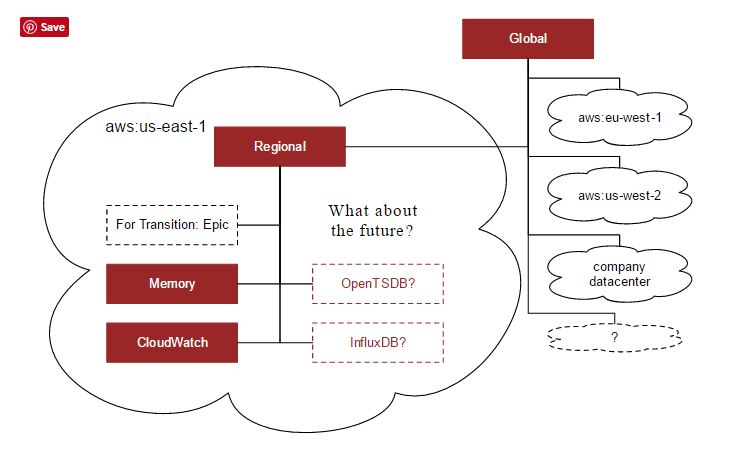 Save
Global
aws:us-east-1
Regional
aws:eu-west-1
aws:us-west-2
For Transition: Epic
What about
the future?
company
datacenter
Memory
OpenTSDB?
CloudWatch
InfluxDB?
?